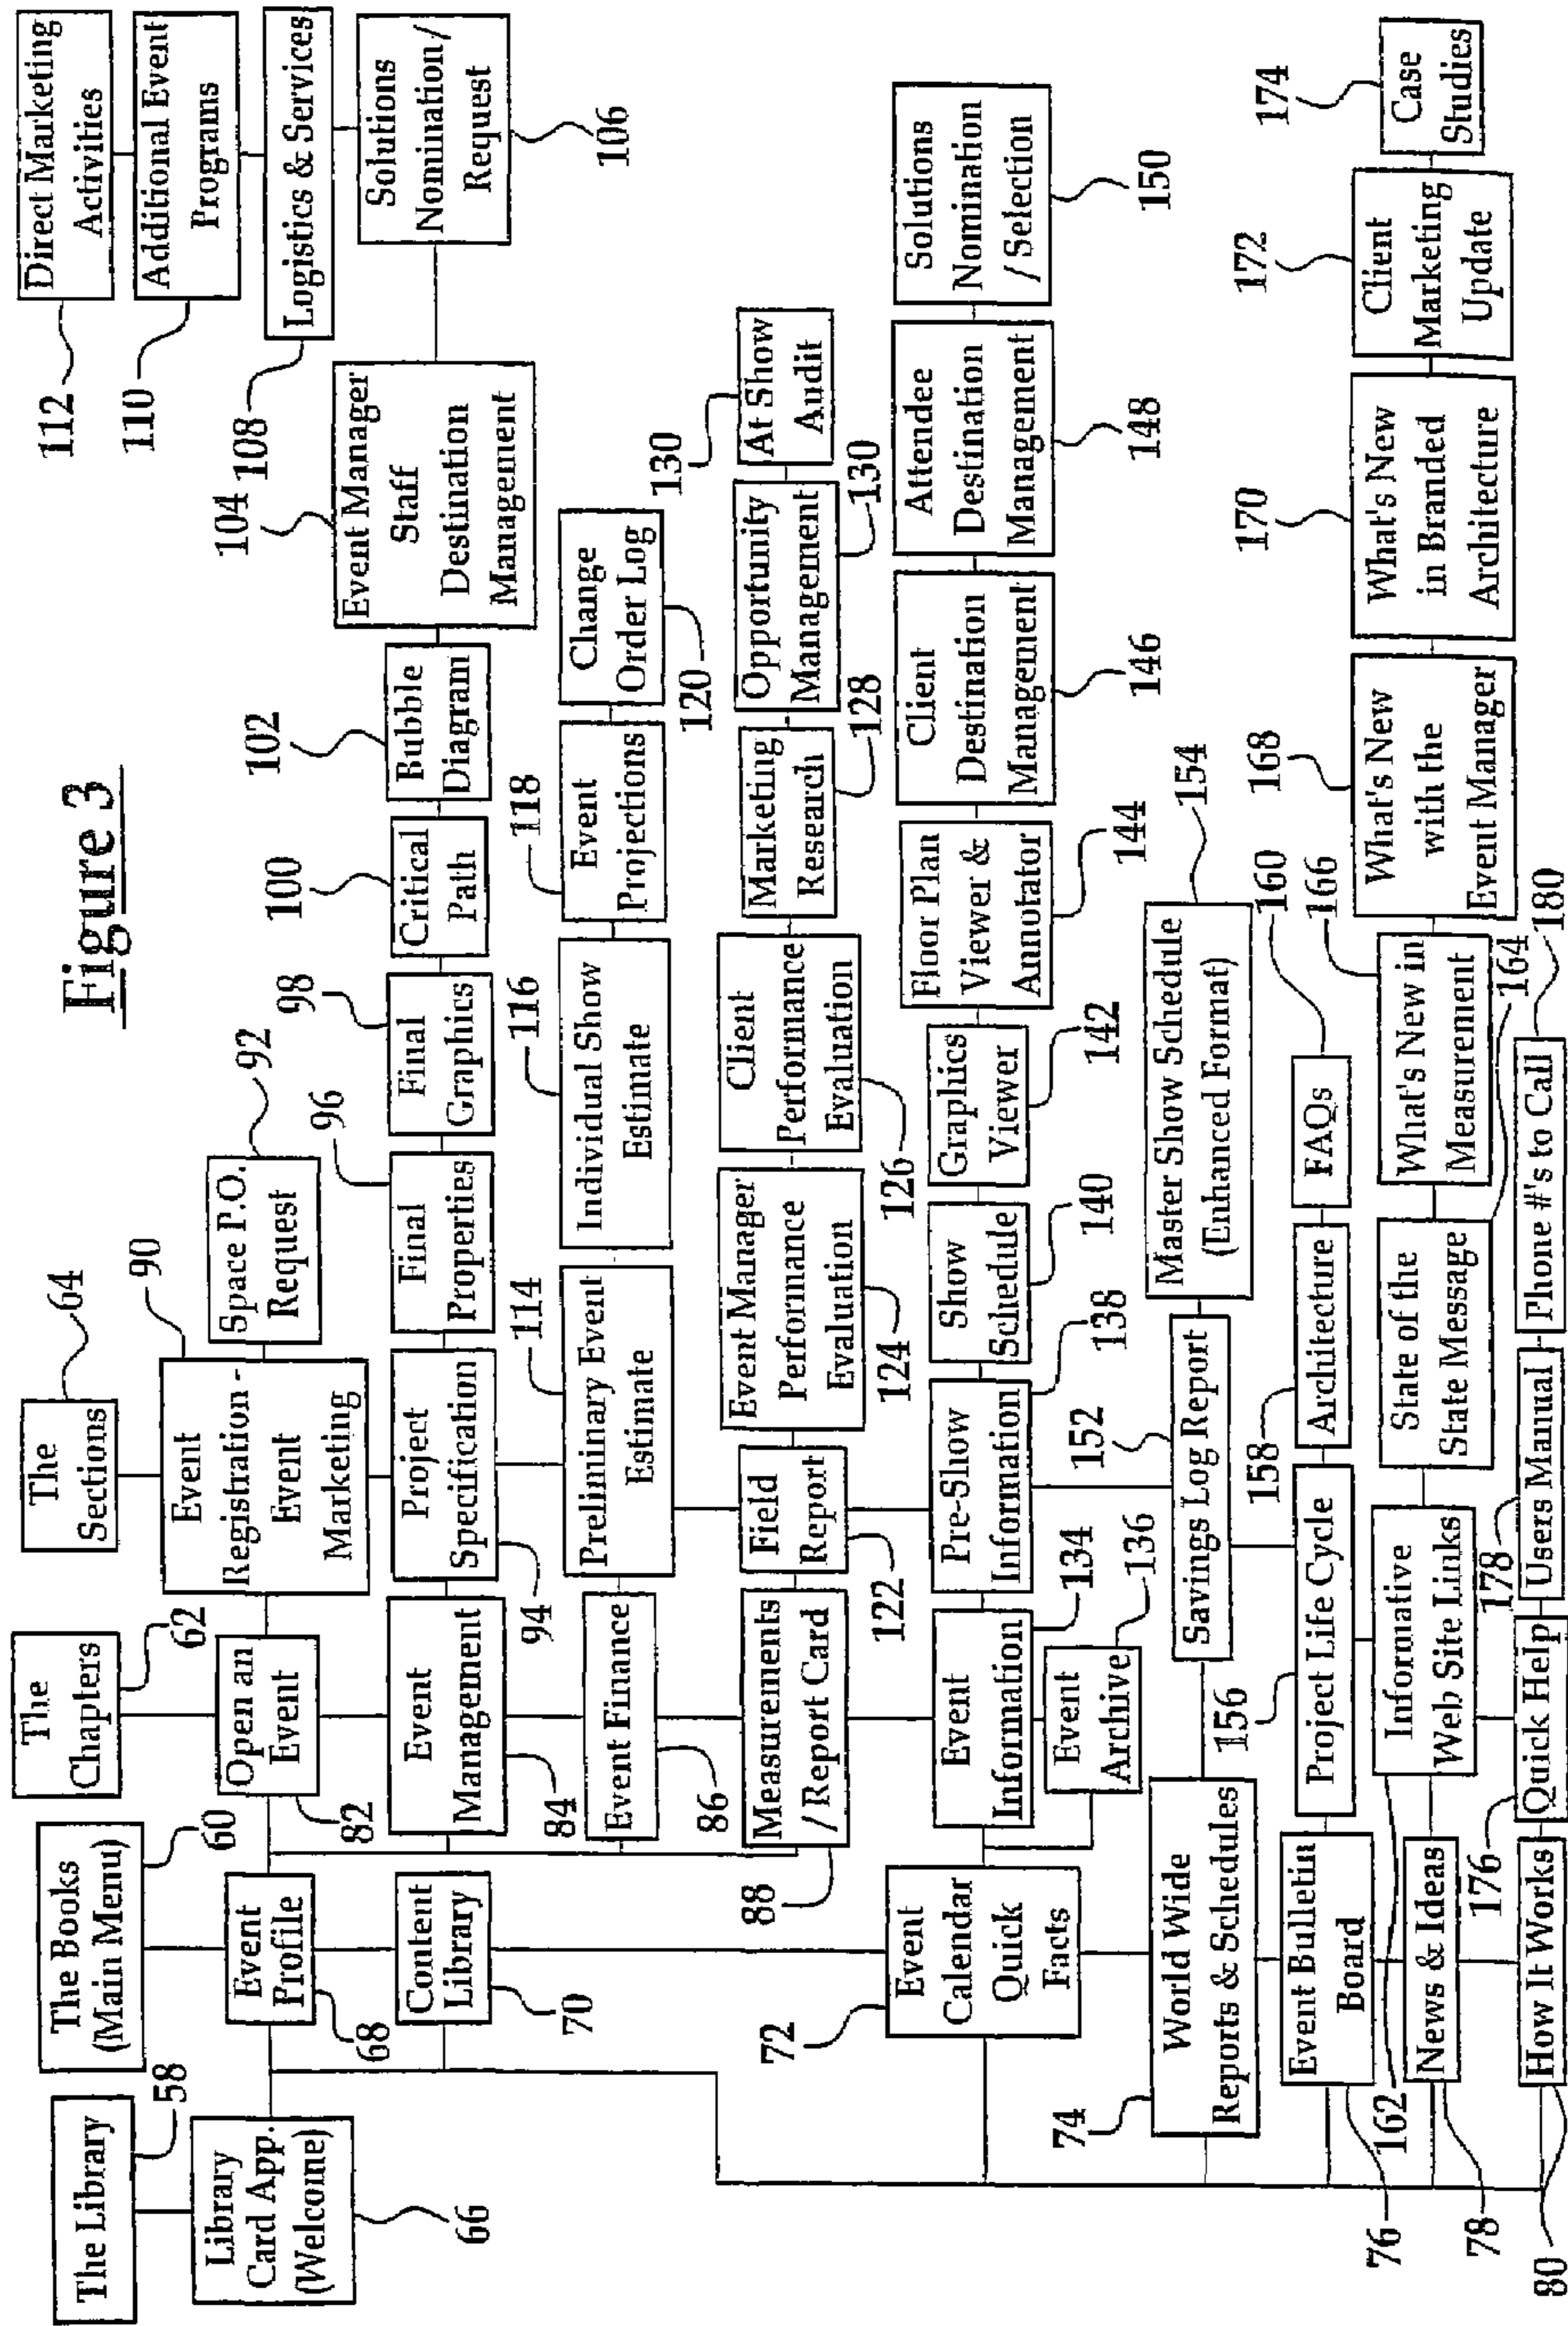 Figure 3
The Library
58
The Books
(Main Menu)
60
The
Chapters
62
The
Sections
64
Library
Card App.
(Welcome)
66
Event
Profile
68
Open an
Event
82
Event
Registration -
Event
Marketing
90
Space P.O.
Request
92
Content
Library
70
Event
Management
84
Project
Specification
94
Final
Properties
96
Final
Graphics
98
Critical
Path
100
Bubble
Diagram
102
Event Manager
Staff
Destination
Management
104
Solutions
Nomination/
Request
106
Logistics & Services
108
Additional Event
Programs
110
Direct Marketing
Activities
112
Event Finance
86
Preliminary Event
Estimate
114
Individual Show
Estimate
116
Event
Projections
118
Change
Order Log
120
Measurements
/Report Card
88
Field
Report
122
Event Manager
Performance
Evaluation
124
Client
Performance
Evaluation
126
Marketing
Research
128
Opportunity
Management
130
At Show
Audit
130
Event
Calendar
Quick
Facts
72
Event
Information
134
Event
Archive
136
Pre-Show
Information
138
Show
Schedule
140
Graphics
Viewer
142
Floor Plan
Viewer &
Annotator
144
Client
Destination
Management
146
Attendee
Destination
Management
148
Solutions
Nomination
/Selection
150
World Wide
Reports & Schedules
74
Savings Log Report
152
Master Show Schedule
(Enhanced Format)
154
Event Bulletin
Board
76
Project Life Cycle
156
Architecture
158
FAQs
160
News & Ideas
78
Informative
Web Site Links
162
State of the
State Message
164
What's New in
Measurement
166
What's New
with the
Event Manager
168
What's New
in Branded
Architecture
170
Client
Marketing
Update
172
Case
Studies
174
How It Works
80
Quick Help
176
Users Manual
178
Phone #'s to Call
180